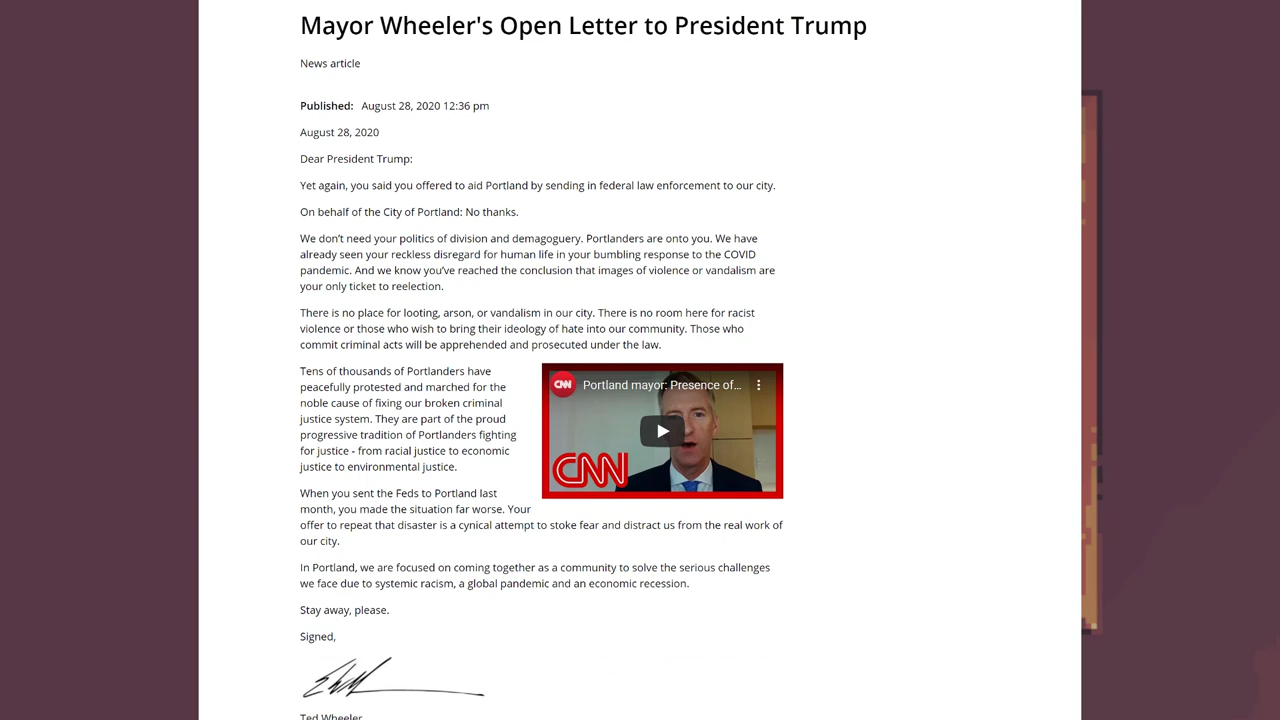 Mayor Wheeler's Open Letter to President Trump
News article
Published: August 28, 2020 12:36 pm
August 28, 2020
Dear President Trump:
Yet again, you said you offered to aid Portland by sending in federal law enforcement to our city.
On behalf of the City of Portland: No thanks.
We don’t need your politics of division and demagoguery. Portlanders are onto you. We have
already seen your reckless disregard for human life in your bumbling response to the COVID
pandemic. And we know you’ve reached the conclusion that images of violence or vandalism are
your only ticket to reelection.
There is no place for looting, arson, or vandalism in our city. There is no room here for racist
violence or those who wish to bring their ideology of hate into our community. Those who
commit criminal acts will be apprehended and prosecuted under the law.
Tens of thousands of Portlanders have
peacefully protested and marched for the
noble cause of fixing our broken criminal
justice system. They are part of the proud
progressive tradition of Portlanders fighting
for justice - from racial justice to economic
justice to environmental justice.
CNN
Portland mayor: Presence of...
CNN
When you sent the Feds to Portland last
month, you made the situation far worse. Your
offer to repeat that disaster is a cynical attempt to stoke fear and distract us from the real work of
our city.
In Portland, we are focused on coming together as a community to solve the serious challenges
we face due to systemic racism, a global pandemic and an economic recession.
Stay away, please.
Signed,
Ted Wheeler